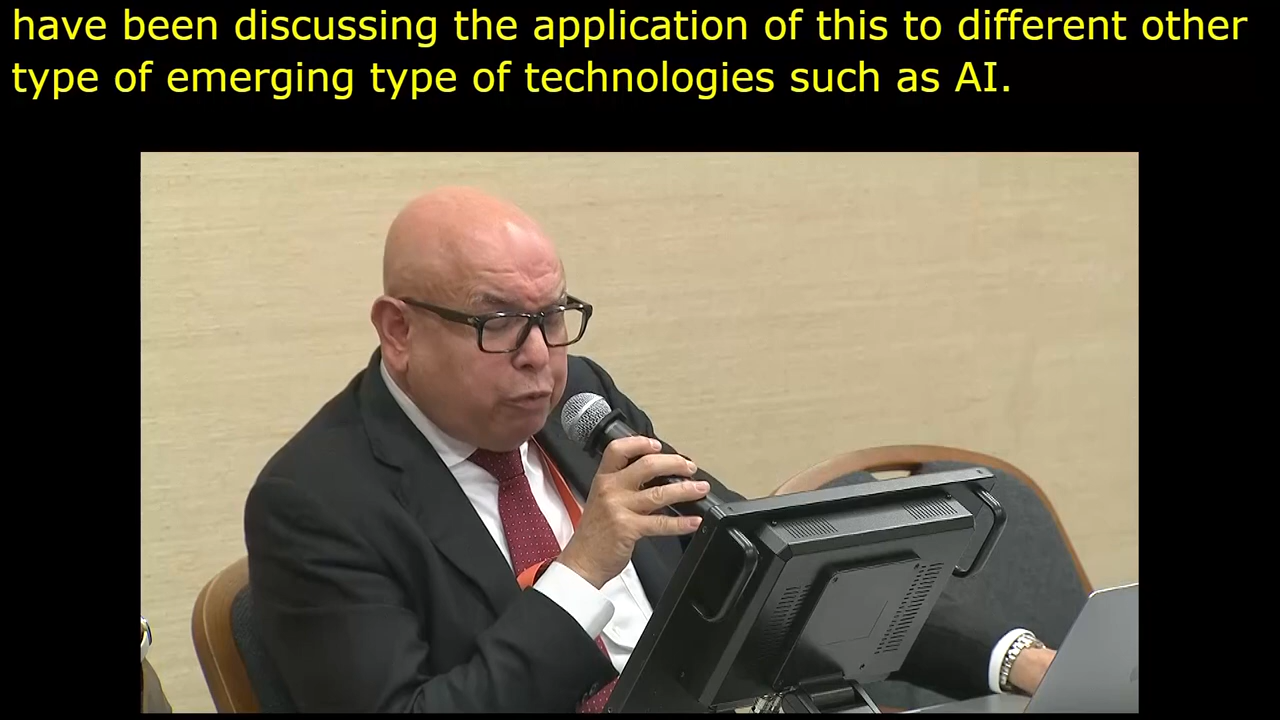 have been discussing the application of this to different other
type of emerging type of technologies such as AI.